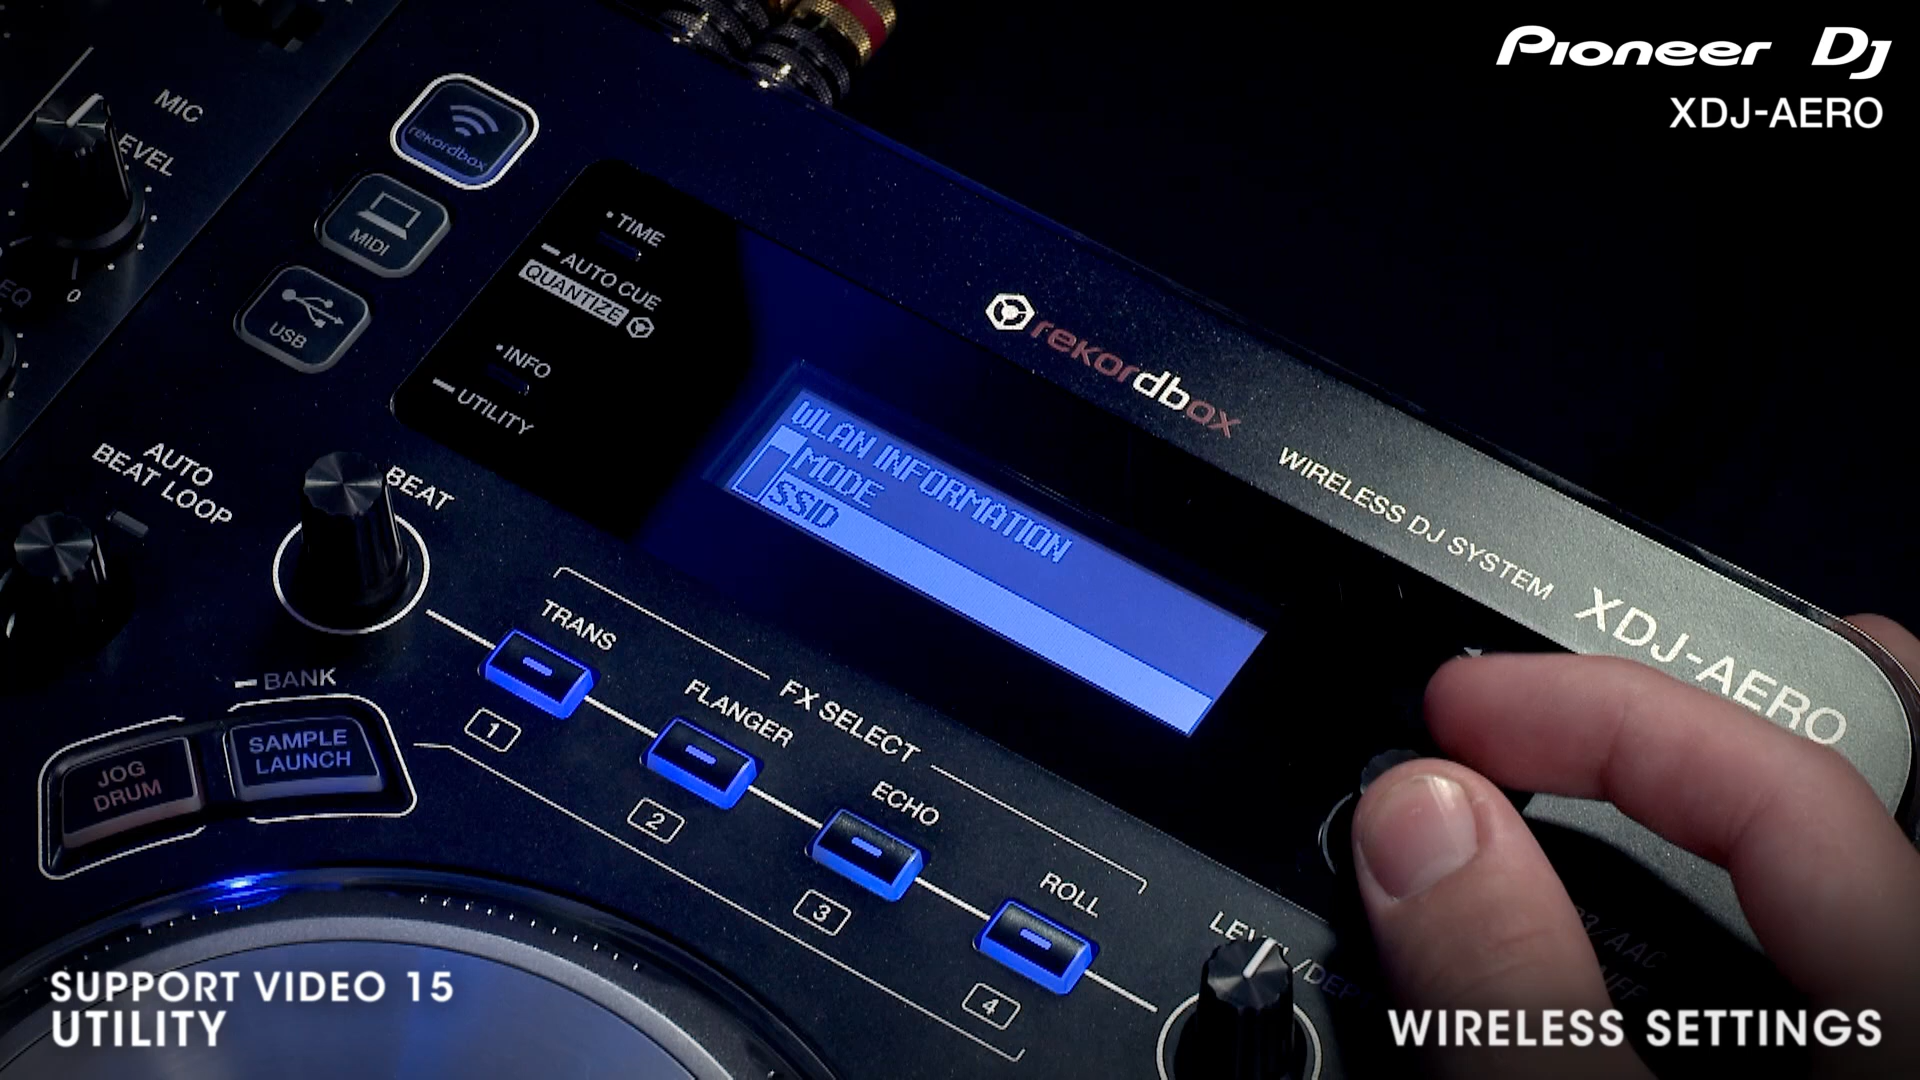 Pioneer Dj
XDJ-AERO
MIC
LEVEL
rekordbox
MIDI
USB
EQ
0
• TIME
AUTO CUE
QUANTIZE
• INFO
UTILITY
rekordbox
WIRELESS DJ SYSTEM XDJ-AERO
WLAN INFORMATION
MODE
SSID
AUTO
BEAT LOOP
BEAT
TRANS
FLANGER
ECHO
ROLL
FX SELECT
1
2
3
4
BANK
JOG
DRUM
SAMPLE
LAUNCH
SUPPORT VIDEO 15
UTILITY
WIRELESS SETTINGS